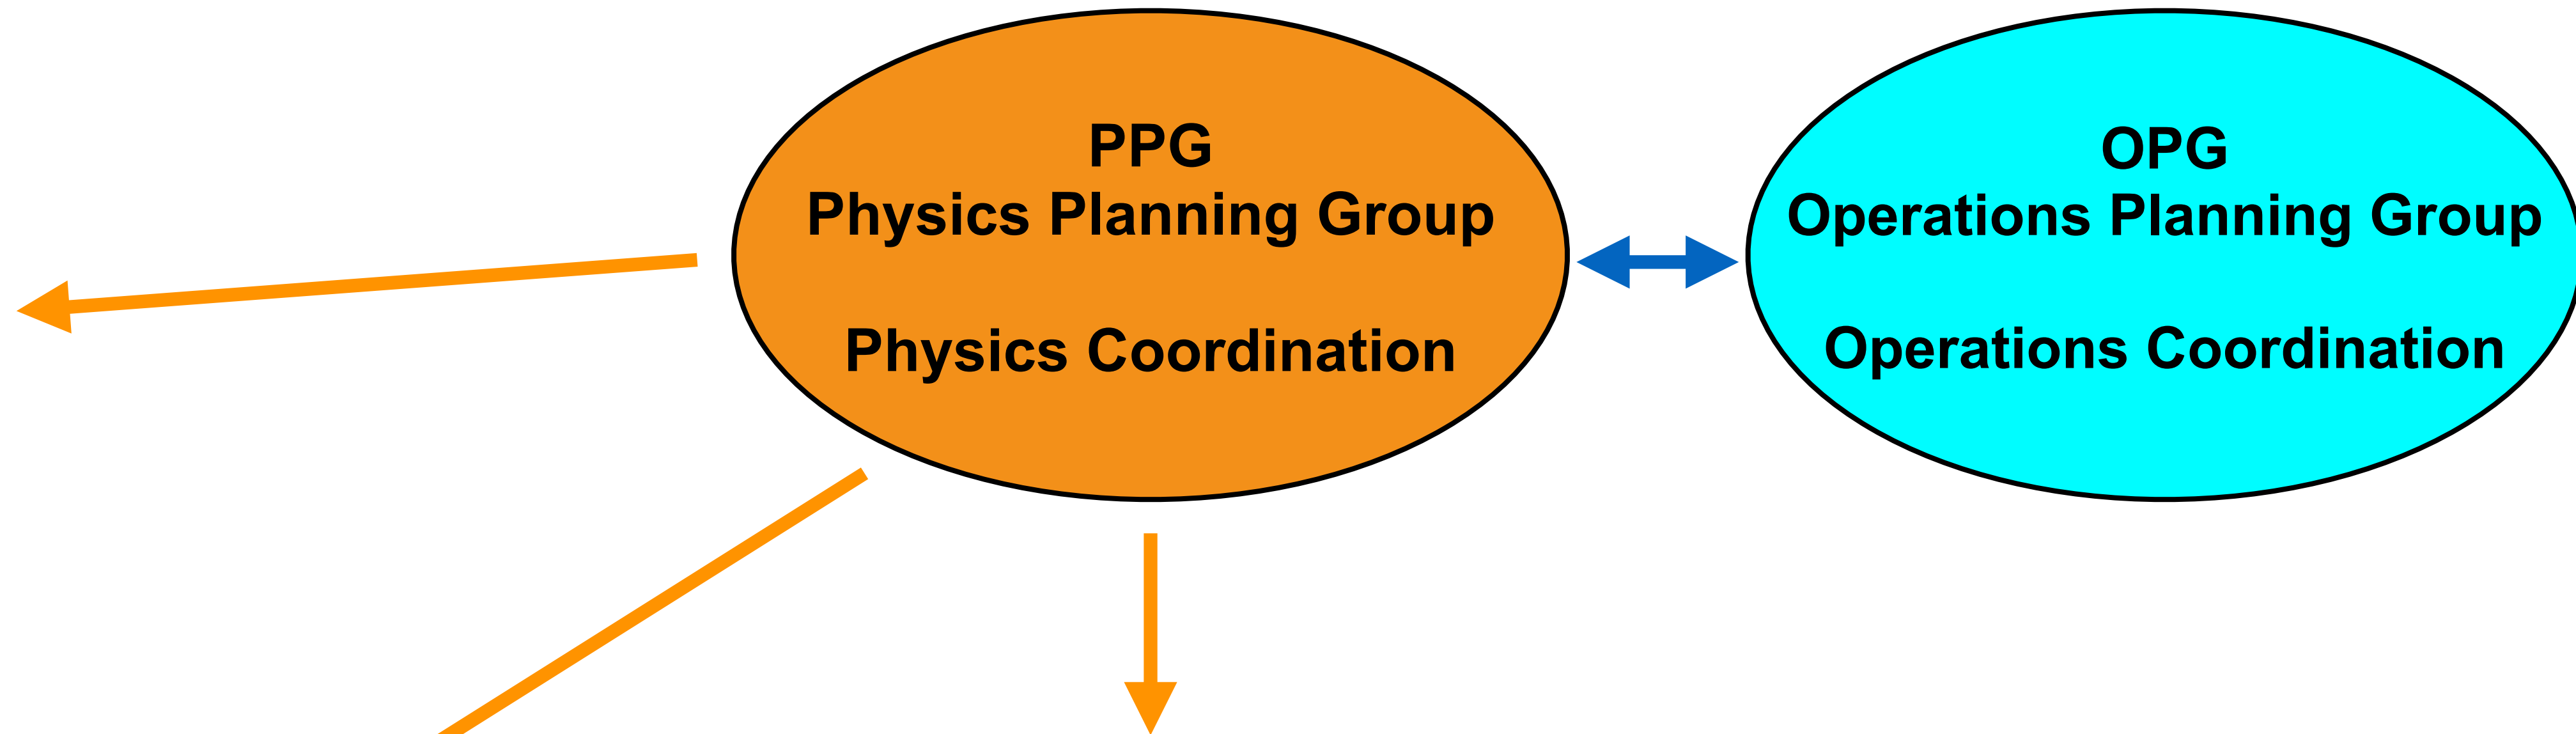 PPG
Physics Planning Group
Physics Coordination
OPG
Operations Planning Group
Operations Coordination